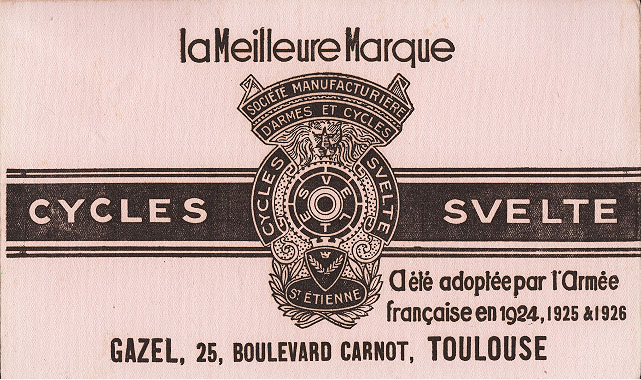 la Meilleure Marque
SOCIÉTÉ MANUFACTURIÈRE
D'ARMES ET CYCLES
CYCLES SVELTE
SVELTE
CYCLES SVELTE
ST ÉTIENNE
A été adoptée par l'Armée
française en 1924, 1925 & 1926
GAZEL, 25, BOULEVARD CARNOT, TOULOUSE